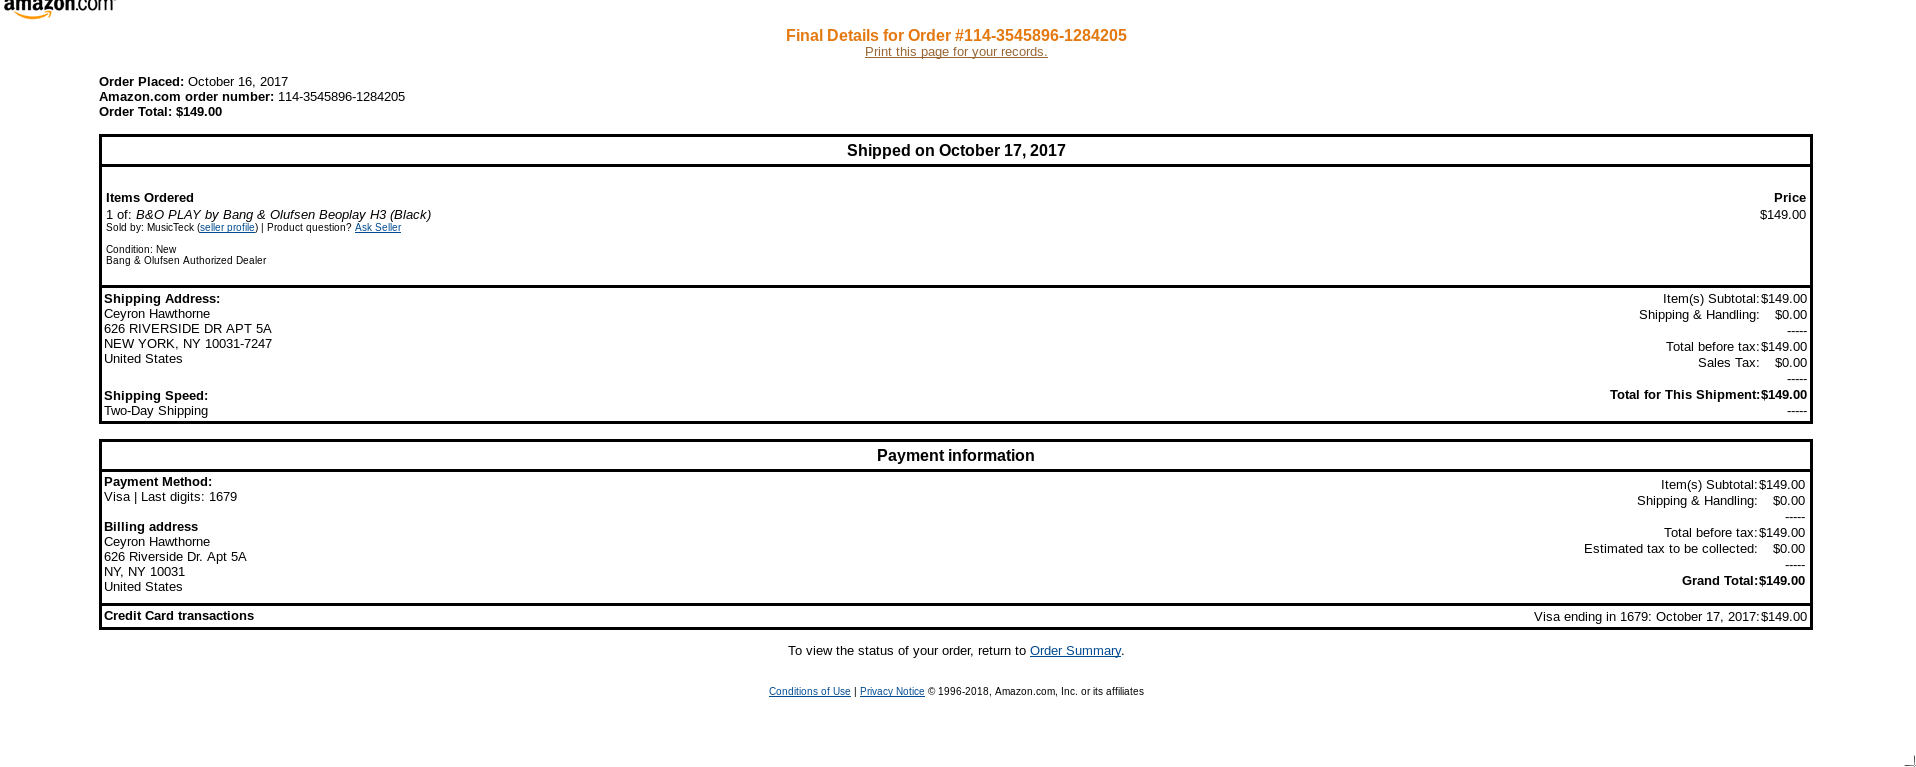 amazon.com
Final Details for Order #114-3545896-1284205
Print this page for your records.
Order Placed: October 16, 2017
Amazon.com order number: 114-3545896-1284205
Order Total: $149.00
Shipped on October 17, 2017
Items Ordered Price
1 of: B&O PLAY by Bang & Olufsen Beoplay H3 (Black) $149.00
Sold by: MusicTeck (seller profile) | Product question? Ask Seller
Condition: New
Bang & Olufsen Authorized Dealer
Shipping Address:
Ceyron Hawthorne
626 RIVERSIDE DR APT 5A
NEW YORK, NY 10031-7247
United States
Shipping Speed:
Two-Day Shipping
Item(s) Subtotal: $149.00
Shipping & Handling: $0.00
-----
Total before tax: $149.00
Sales Tax: $0.00
-----
Total for This Shipment: $149.00
-----
Payment information
Payment Method:
Visa | Last digits: 1679
Billing address
Ceyron Hawthorne
626 Riverside Dr. Apt 5A
NY, NY 10031
United States
Item(s) Subtotal: $149.00
Shipping & Handling: $0.00
-----
Total before tax: $149.00
Estimated tax to be collected: $0.00
-----
Grand Total: $149.00
Credit Card transactions Visa ending in 1679: October 17, 2017: $149.00
To view the status of your order, return to Order Summary.
Conditions of Use | Privacy Notice © 1996-2018, Amazon.com, Inc. or its affiliates